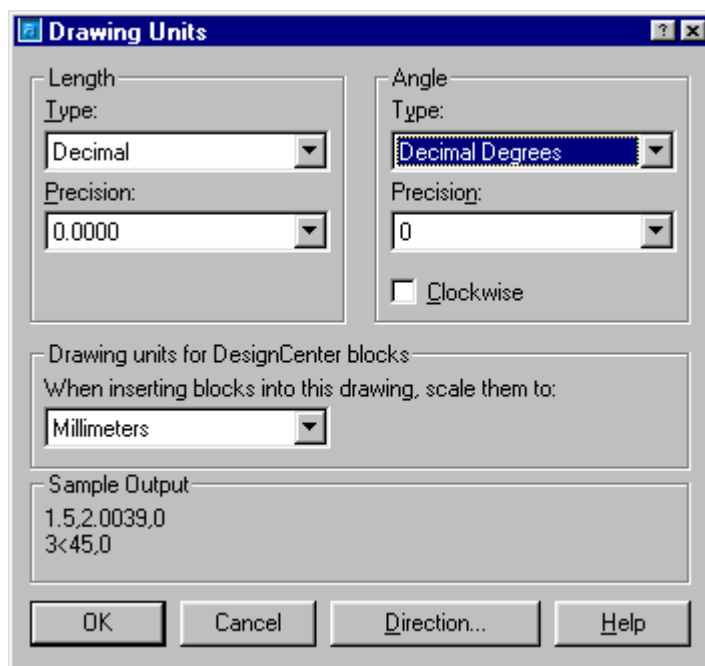 Drawing Units
Length
Type:
Decimal
Precision:
0.0000
Angle
Type:
Decimal Degrees
Precision:
0
Clockwise
Drawing units for DesignCenter blocks
When inserting blocks into this drawing, scale them to:
Millimeters
Sample Output
1.5,2.0039,0
3<45,0
OK
Cancel
Direction...
Help